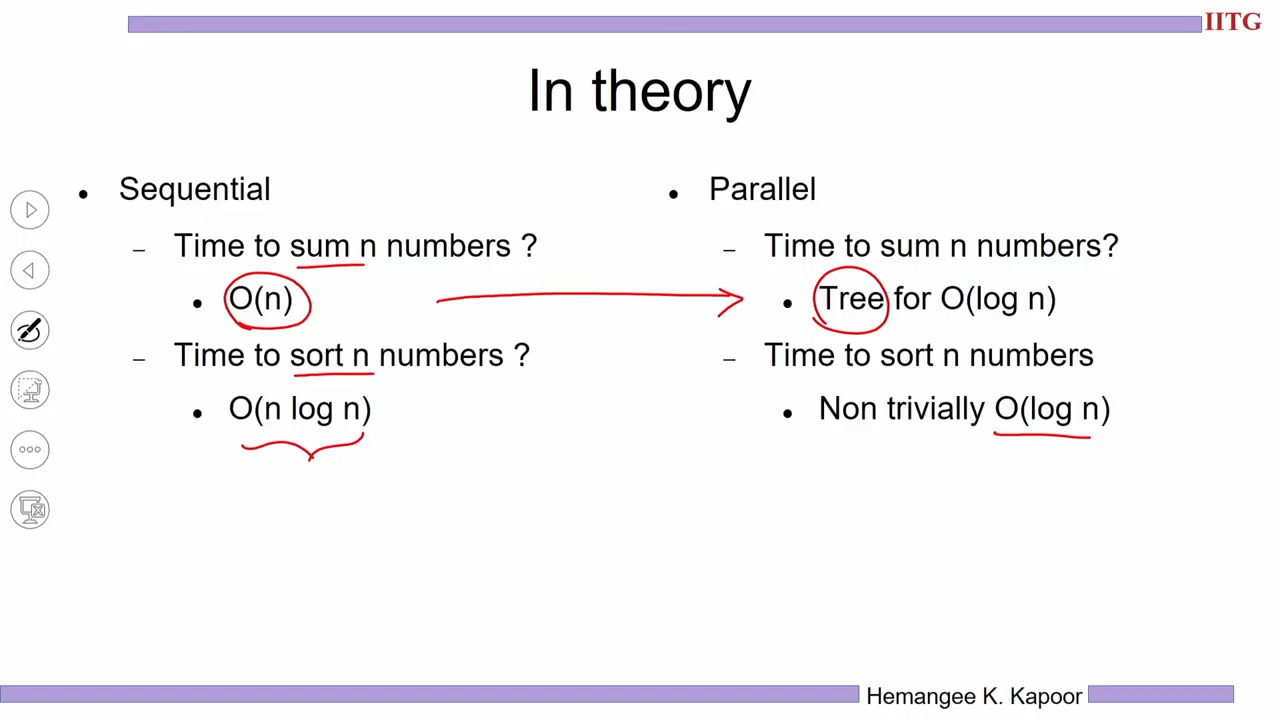 IITG
In theory
• Sequential
– Time to sum n numbers ?
• O(n)
– Time to sort n numbers ?
• O(n log n)
• Parallel
– Time to sum n numbers?
• Tree for O(log n)
– Time to sort n numbers
• Non trivially O(log n)
Hemangee K. Kapoor